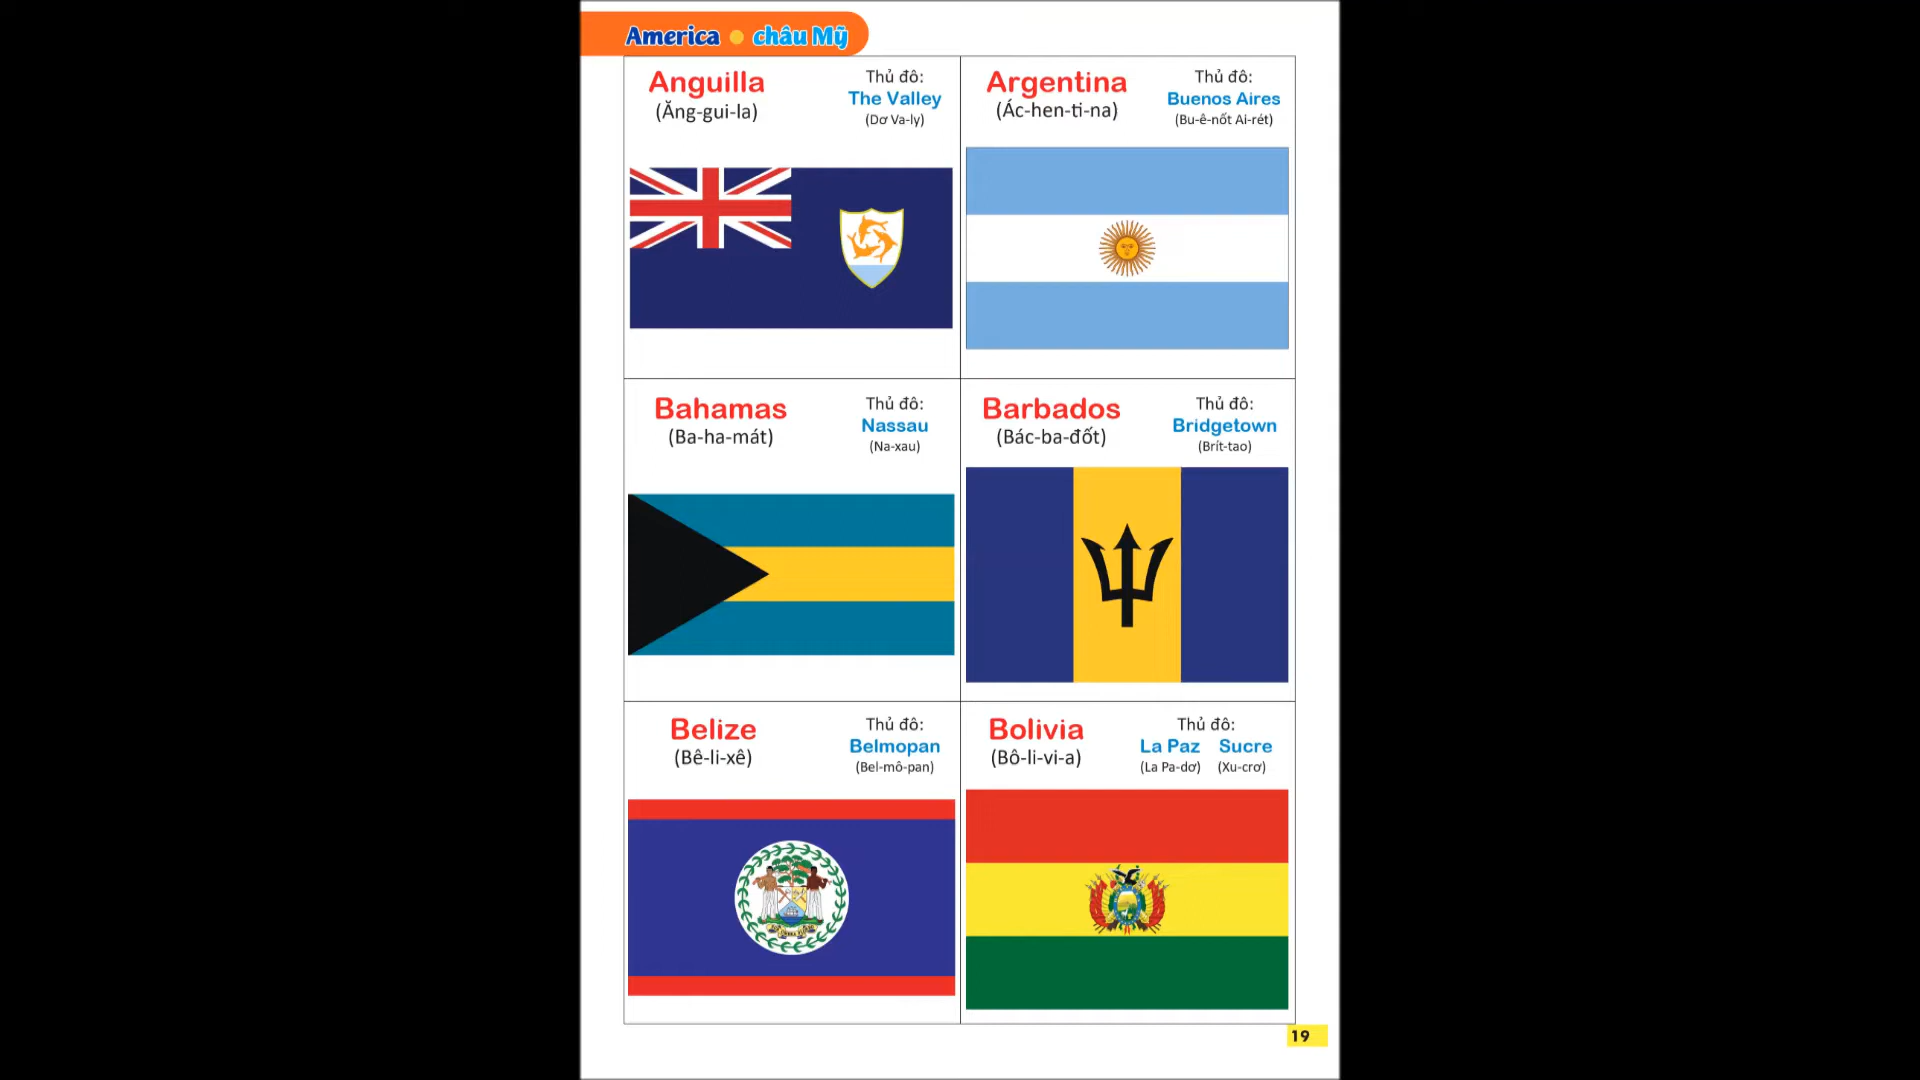 America • châu Mỹ
Anguilla
(Ăng-gui-la)
Thủ đô:
The Valley
(Dơ Va-ly)
Argentina
(Ác-hen-ti-na)
Thủ đô:
Buenos Aires
(Bu-ê-nốt Ai-rét)
Bahamas
(Ba-ha-mát)
Thủ đô:
Nassau
(Na-xau)
Barbados
(Bác-ba-đốt)
Thủ đô:
Bridgetown
(Brít-tao)
Belize
(Bê-li-xê)
Thủ đô:
Belmopan
(Bel-mô-pan)
Bolivia
(Bô-li-vi-a)
Thủ đô:
La Paz Sucre
(La Pa-dơ) (Xu-crơ)
19